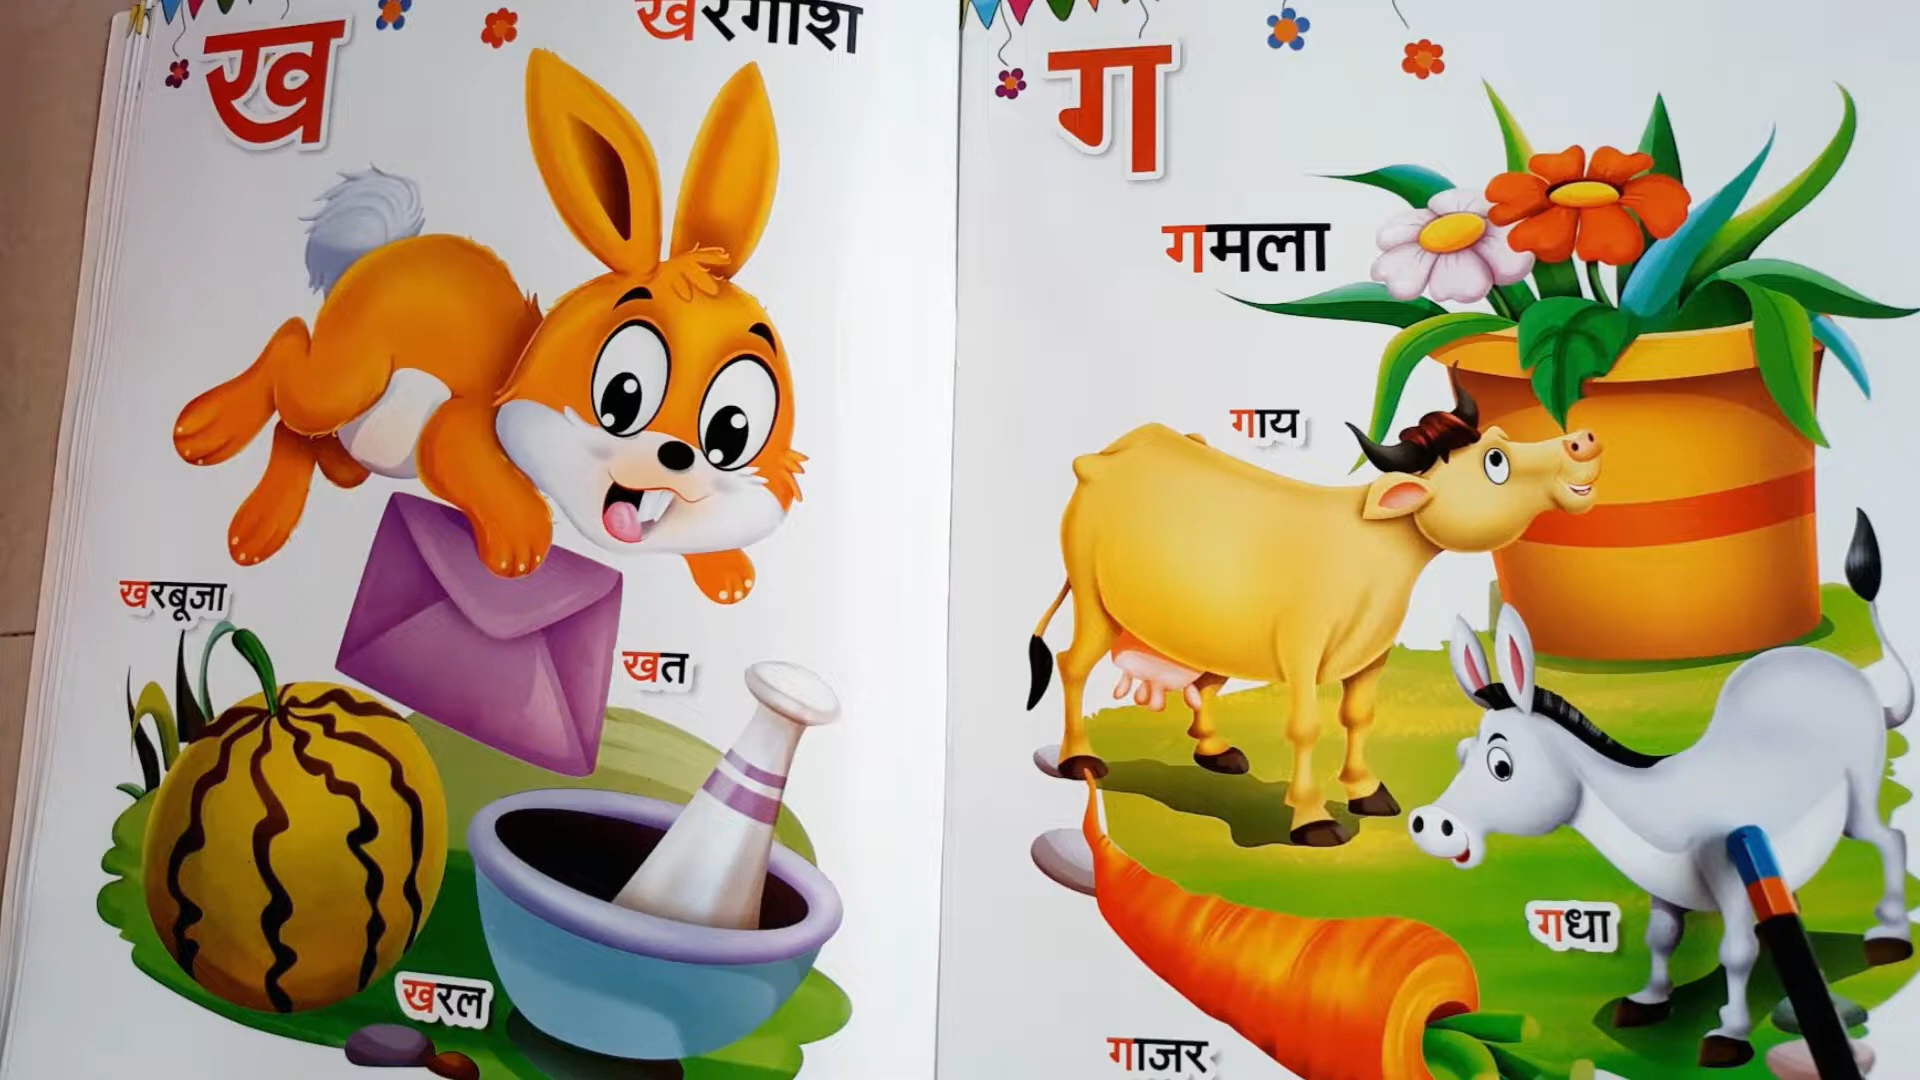 ख
खरगोश
खरबूजा
खत
खरल
ग
गमला
गाय
गधा
गाजर